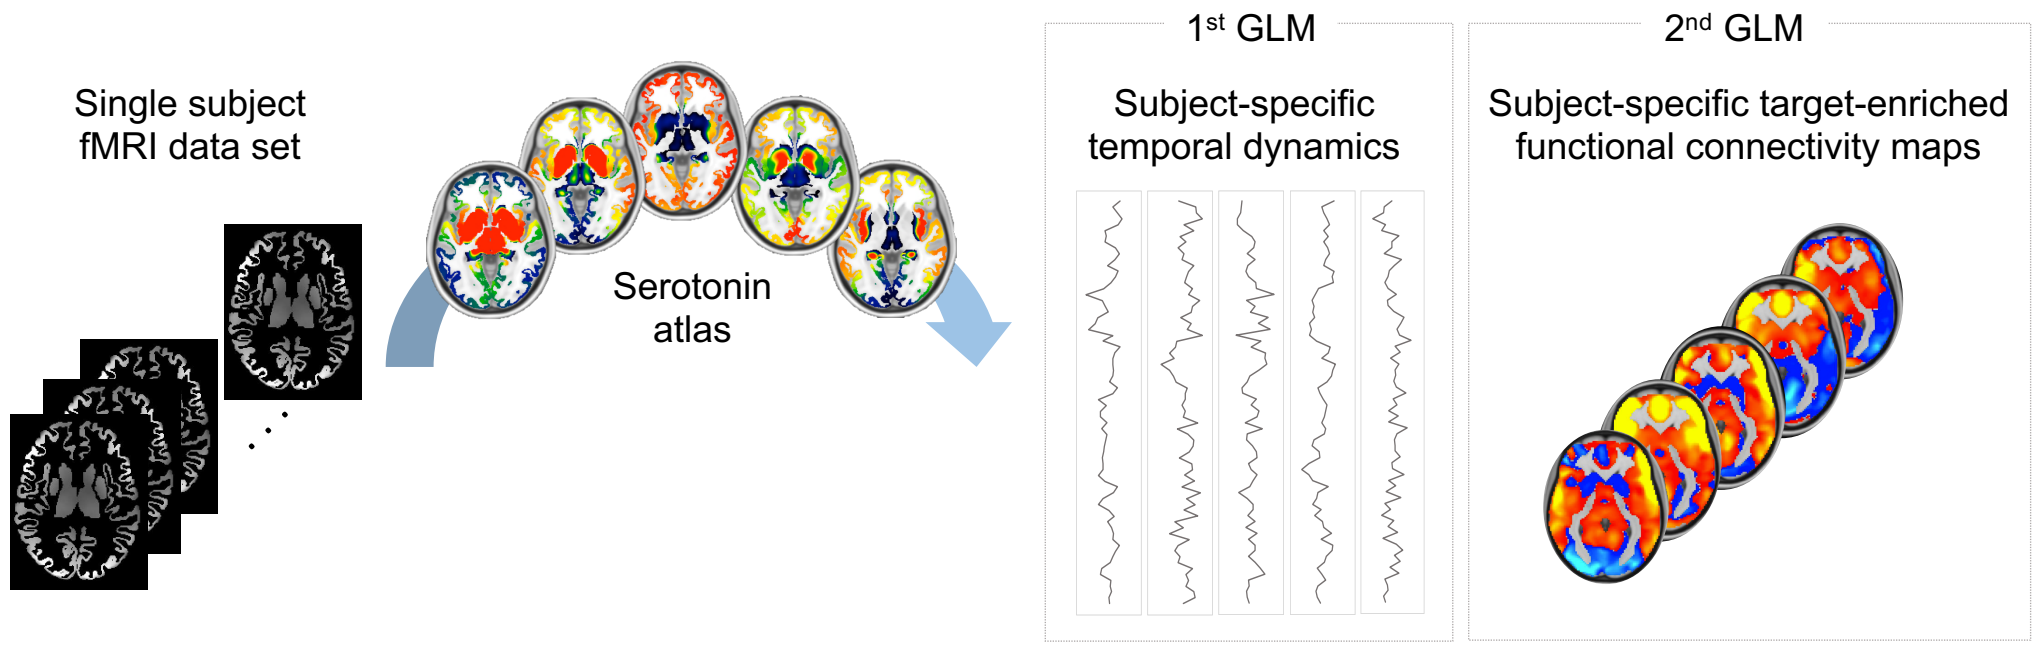 Single subject
fMRI data set
Serotonin
atlas
1st GLM
Subject-specific
temporal dynamics
2nd GLM
Subject-specific target-enriched
functional connectivity maps